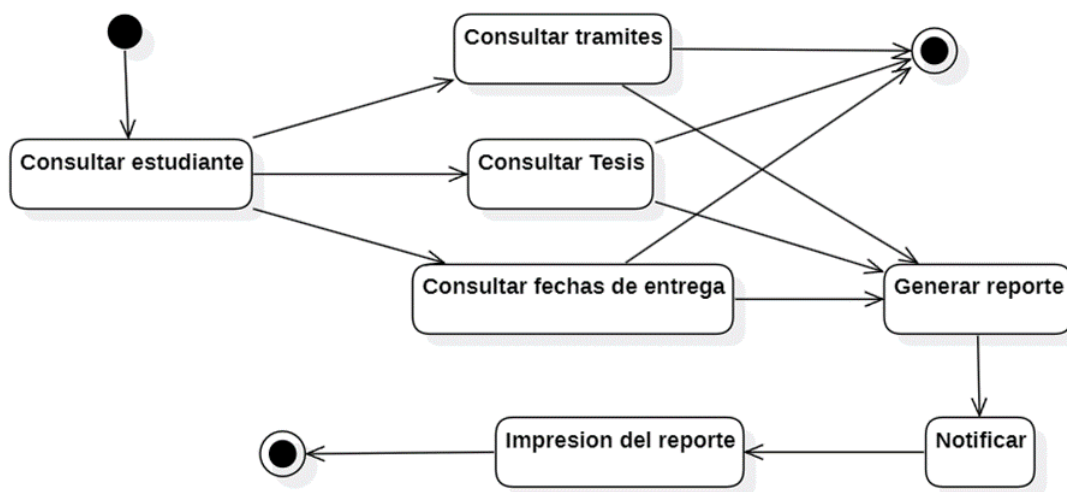 Consultar tramites
Consultar estudiante
Consultar Tesis
Consultar fechas de entrega
Generar reporte
Impresion del reporte
Notificar